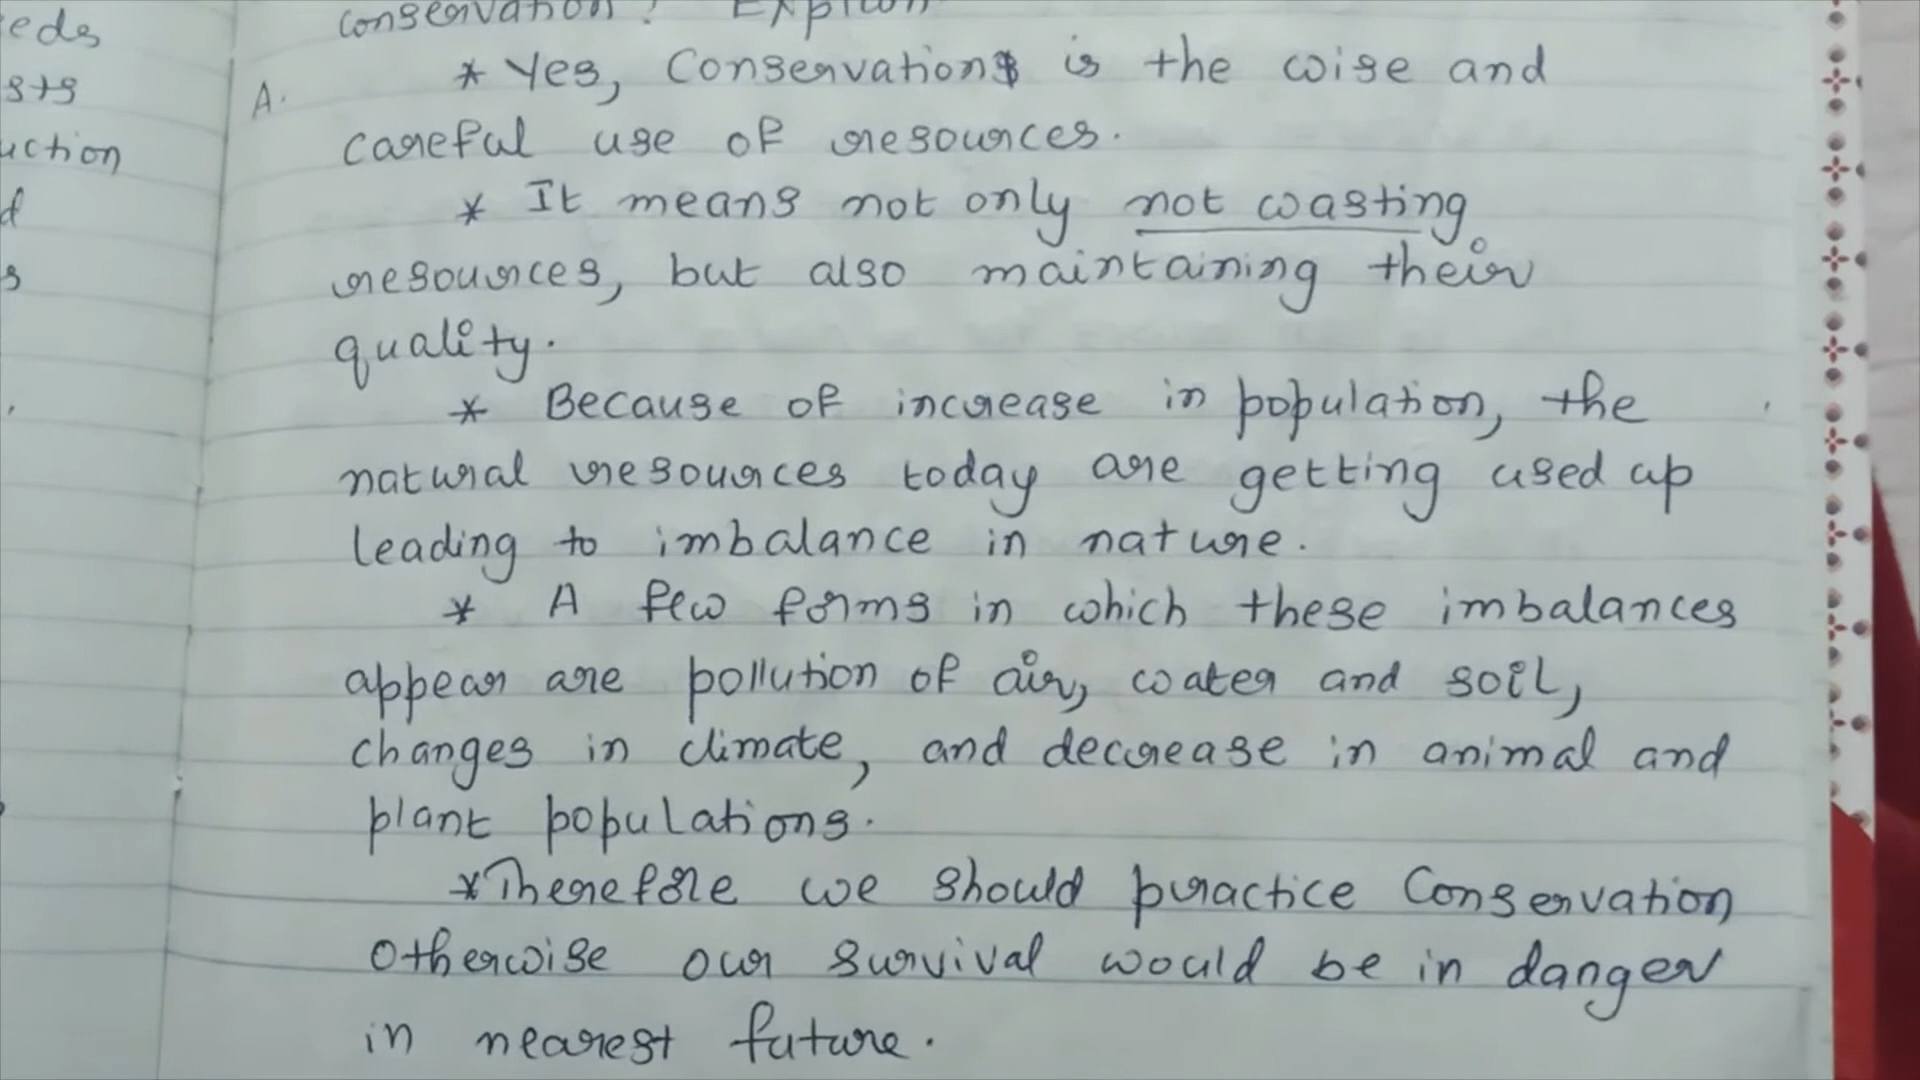 eds
sts
uction
d
s
conservation? Explain
A.
* Yes, Conservation is the wise and
careful use of resources.
* It means not only not wasting
resources, but also maintaining their
quality.
* Because of increase in population, the
natural resources today are getting used up
leading to imbalance in nature.
* A few forms in which these imbalances
appear are pollution of air, water and soil,
changes in climate, and decrease in animal and
plant populations.
* Therefore we should practice Conservation
otherwise our survival would be in danger
in nearest future.